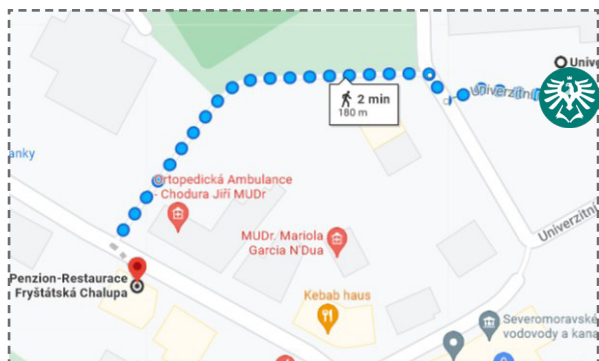 Unive
Univerzitní
2 min
180 m
anky
Ortopedická Ambulance
- Chodura Jiří MUDr
MUDr. Mariola
Garcia N'Dua
Univerzitní
Penzion-Restaurace
Fryštátská Chalupa
Kebab haus
Severomoravské
vodovody a kana